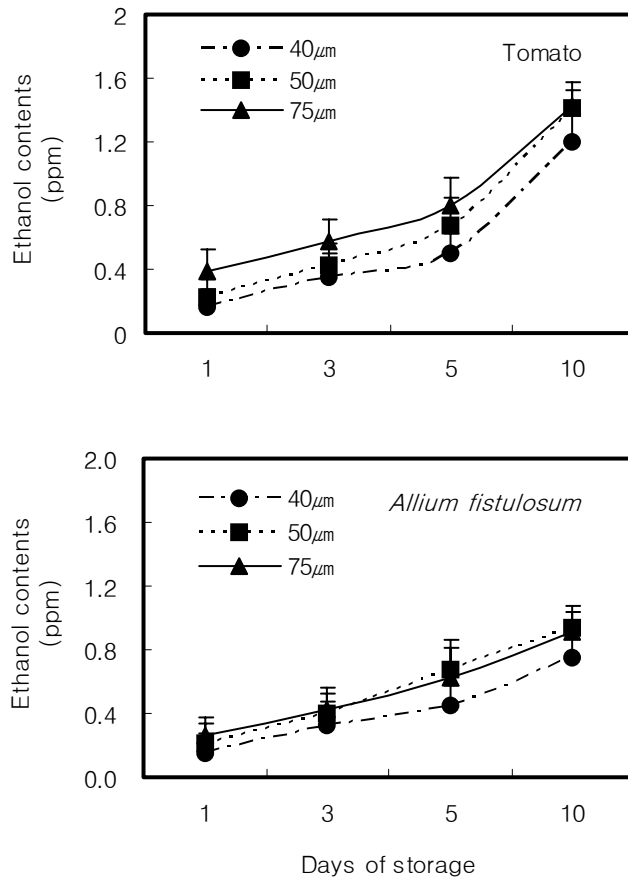 2
1.6
1.2
0.8
0.4
0
Ethanol contents
(ppm)
40㎛
50㎛
75㎛
Tomato
1 3 5 10
2.0
1.6
1.2
0.8
0.4
0.0
Ethanol contents
(ppm)
40㎛
50㎛
75㎛
Allium fistulosum
1 3 5 10
Days of storage